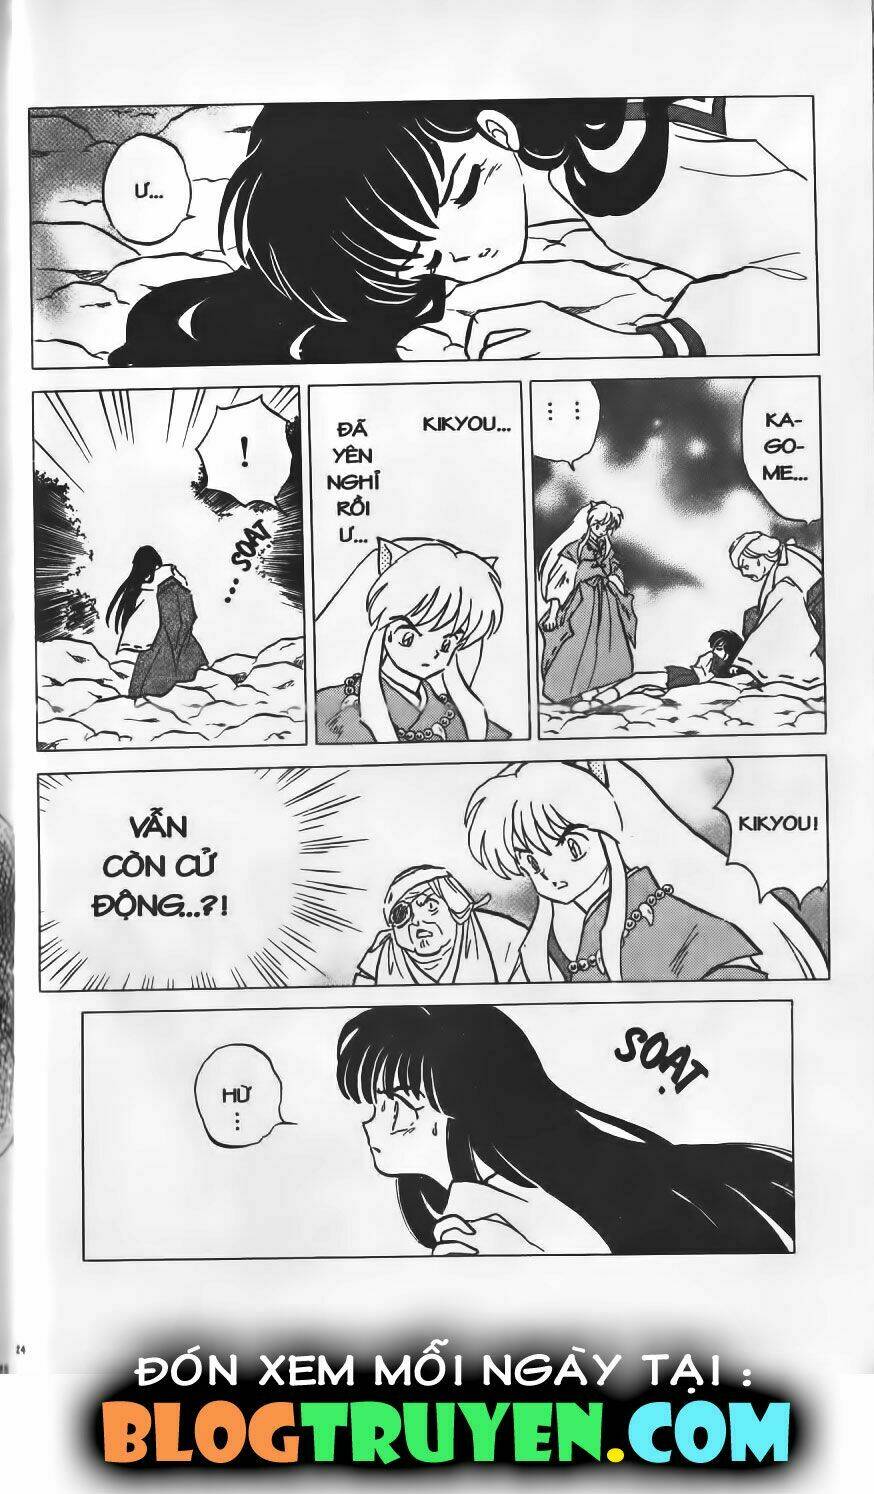 Ư...
KA-
GO-
ME...
... ...
KIKYOU...
ĐÃ
YÊN
NGHỈ
RỒI
Ư...
!
SOẠT
...
KIKYOU!
VẪN
CÒN CỬ
ĐỘNG...?!
SOẠT
HỪ
...
24
ĐÓN XEM MỖI NGÀY TẠI :
BLOGTRUYEN.COM